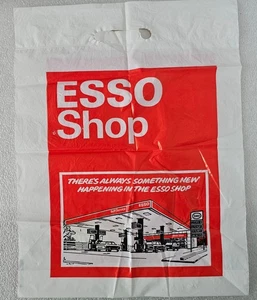 ESSO
Shop
THERE'S ALWAYS SOMETHING NEW
HAPPENING IN THE ESSO SHOP